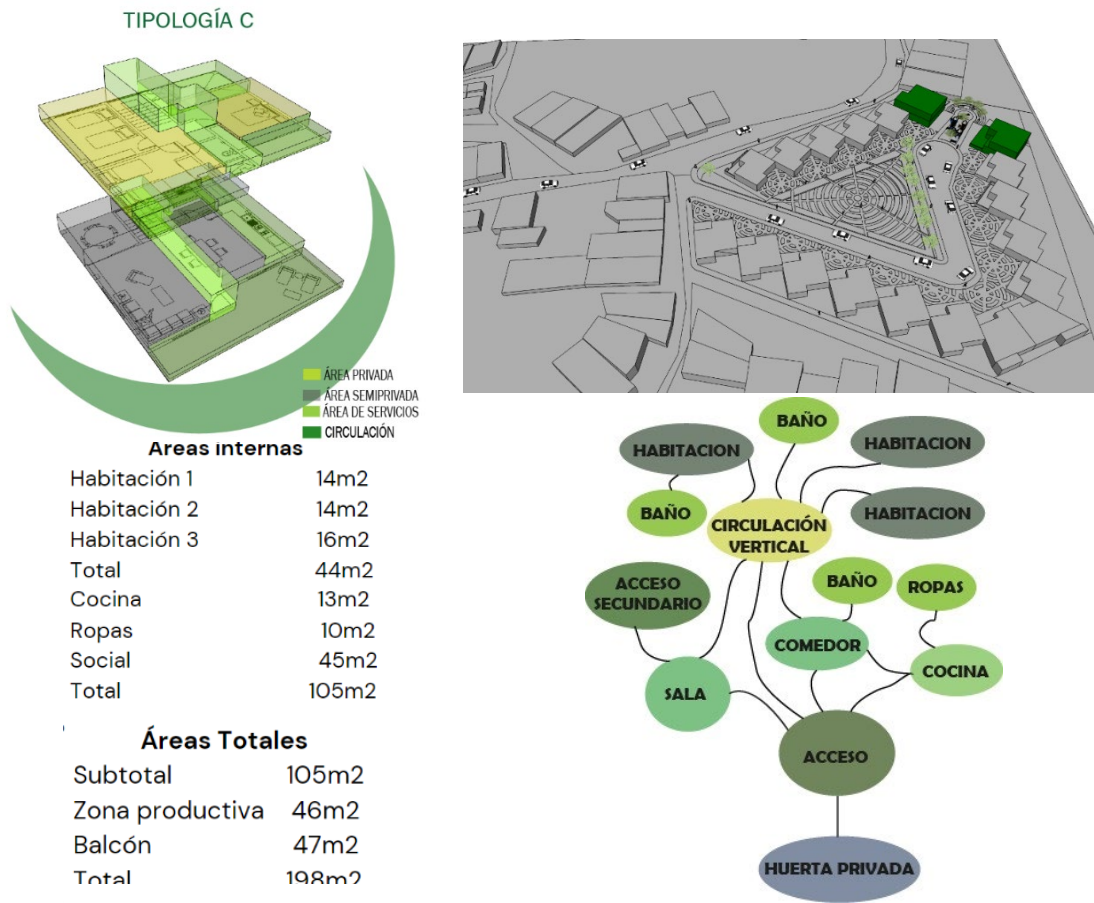 TIPOLOGÍA C
ÁREA PRIVADA
ÁREA SEMIPRIVADA
ÁREA DE SERVICIOS
CIRCULACIÓN
Áreas internas
Habitación 1 14m2
Habitación 2 14m2
Habitación 3 16m2
Total 44m2
Cocina 13m2
Ropas 10m2
Social 45m2
Total 105m2
Áreas Totales
Subtotal 105m2
Zona productiva 46m2
Balcón 47m2
Total 198m2
BAÑO
HABITACION
HABITACION
BAÑO
HABITACION
CIRCULACIÓN
VERTICAL
ACCESO
SECUNDARIO
BAÑO
ROPAS
COMEDOR
COCINA
SALA
ACCESO
HUERTA PRIVADA